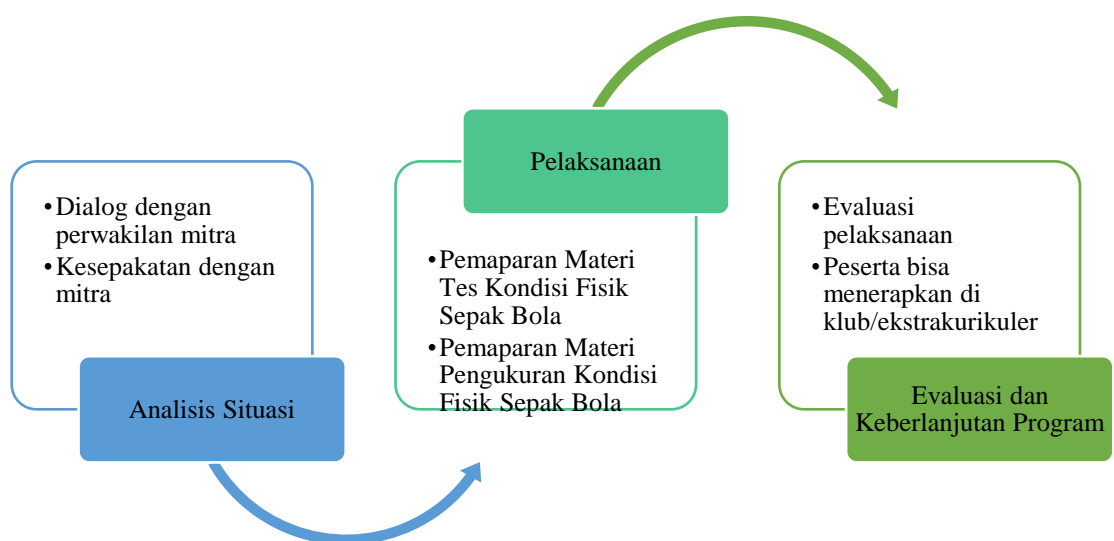 •Dialog dengan
perwakilan mitra
•Kesepakatan dengan
mitra
Analisis Situasi
Pelaksanaan
•Pemaparan Materi
Tes Kondisi Fisik
Sepak Bola
•Pemaparan Materi
Pengukuran Kondisi
Fisik Sepak Bola
•Evaluasi
pelaksanaan
•Peserta bisa
menerapkan di
klub/ekstrakurikuler
Evaluasi dan
Keberlanjutan Program